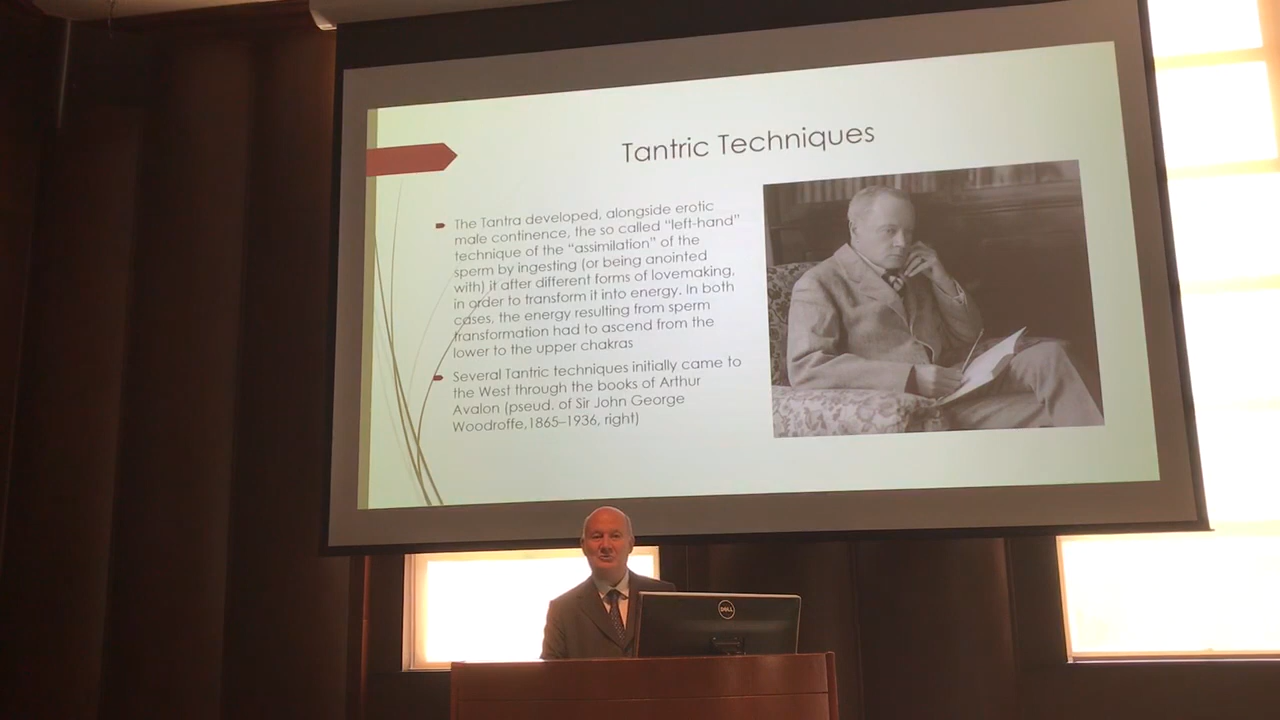 Tantric Techniques
The Tantra developed, alongside erotic
male continence, the so called “left-hand”
technique of the “assimilation” of the
sperm by ingesting (or being anointed
with) it after different forms of lovemaking,
in order to transform it into energy. In both
cases, the energy resulting from sperm
transformation had to ascend from the
lower to the upper chakras
Several Tantric techniques initially came to
the West through the books of Arthur
Avalon (pseud. of Sir John George
Woodroffe,1865–1936, right)
DELL